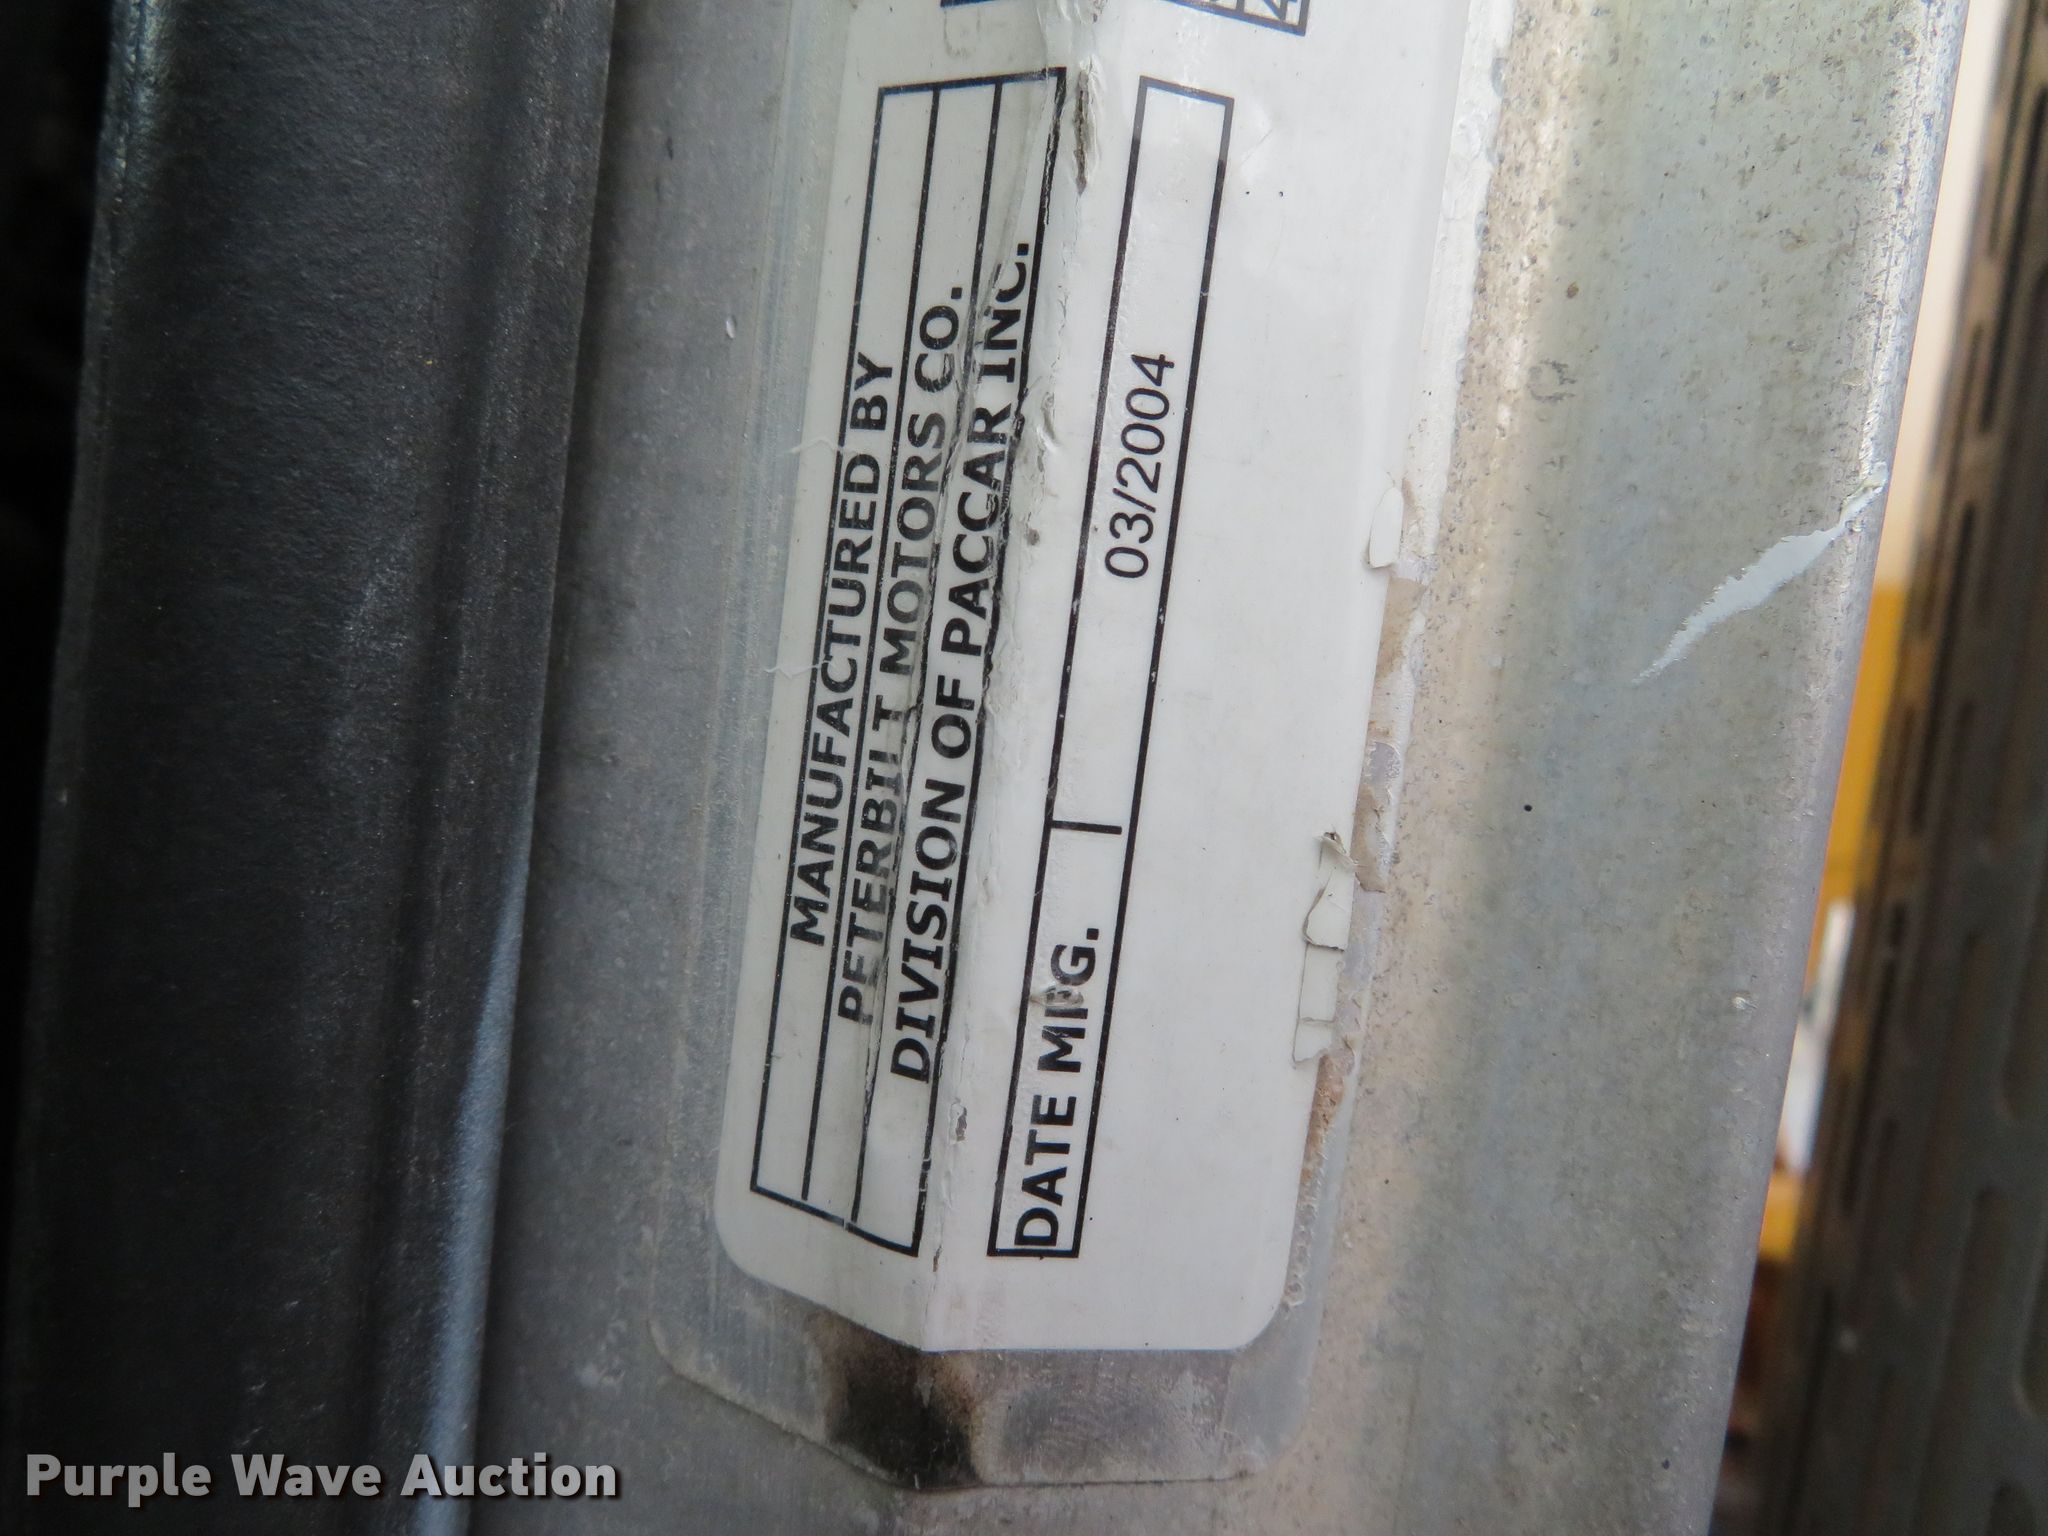 MANUFACTURED BY
PETERBILT MOTORS CO.
DIVISION OF PACCAR INC.
DATE MFG. 03/2004
Purple Wave Auction